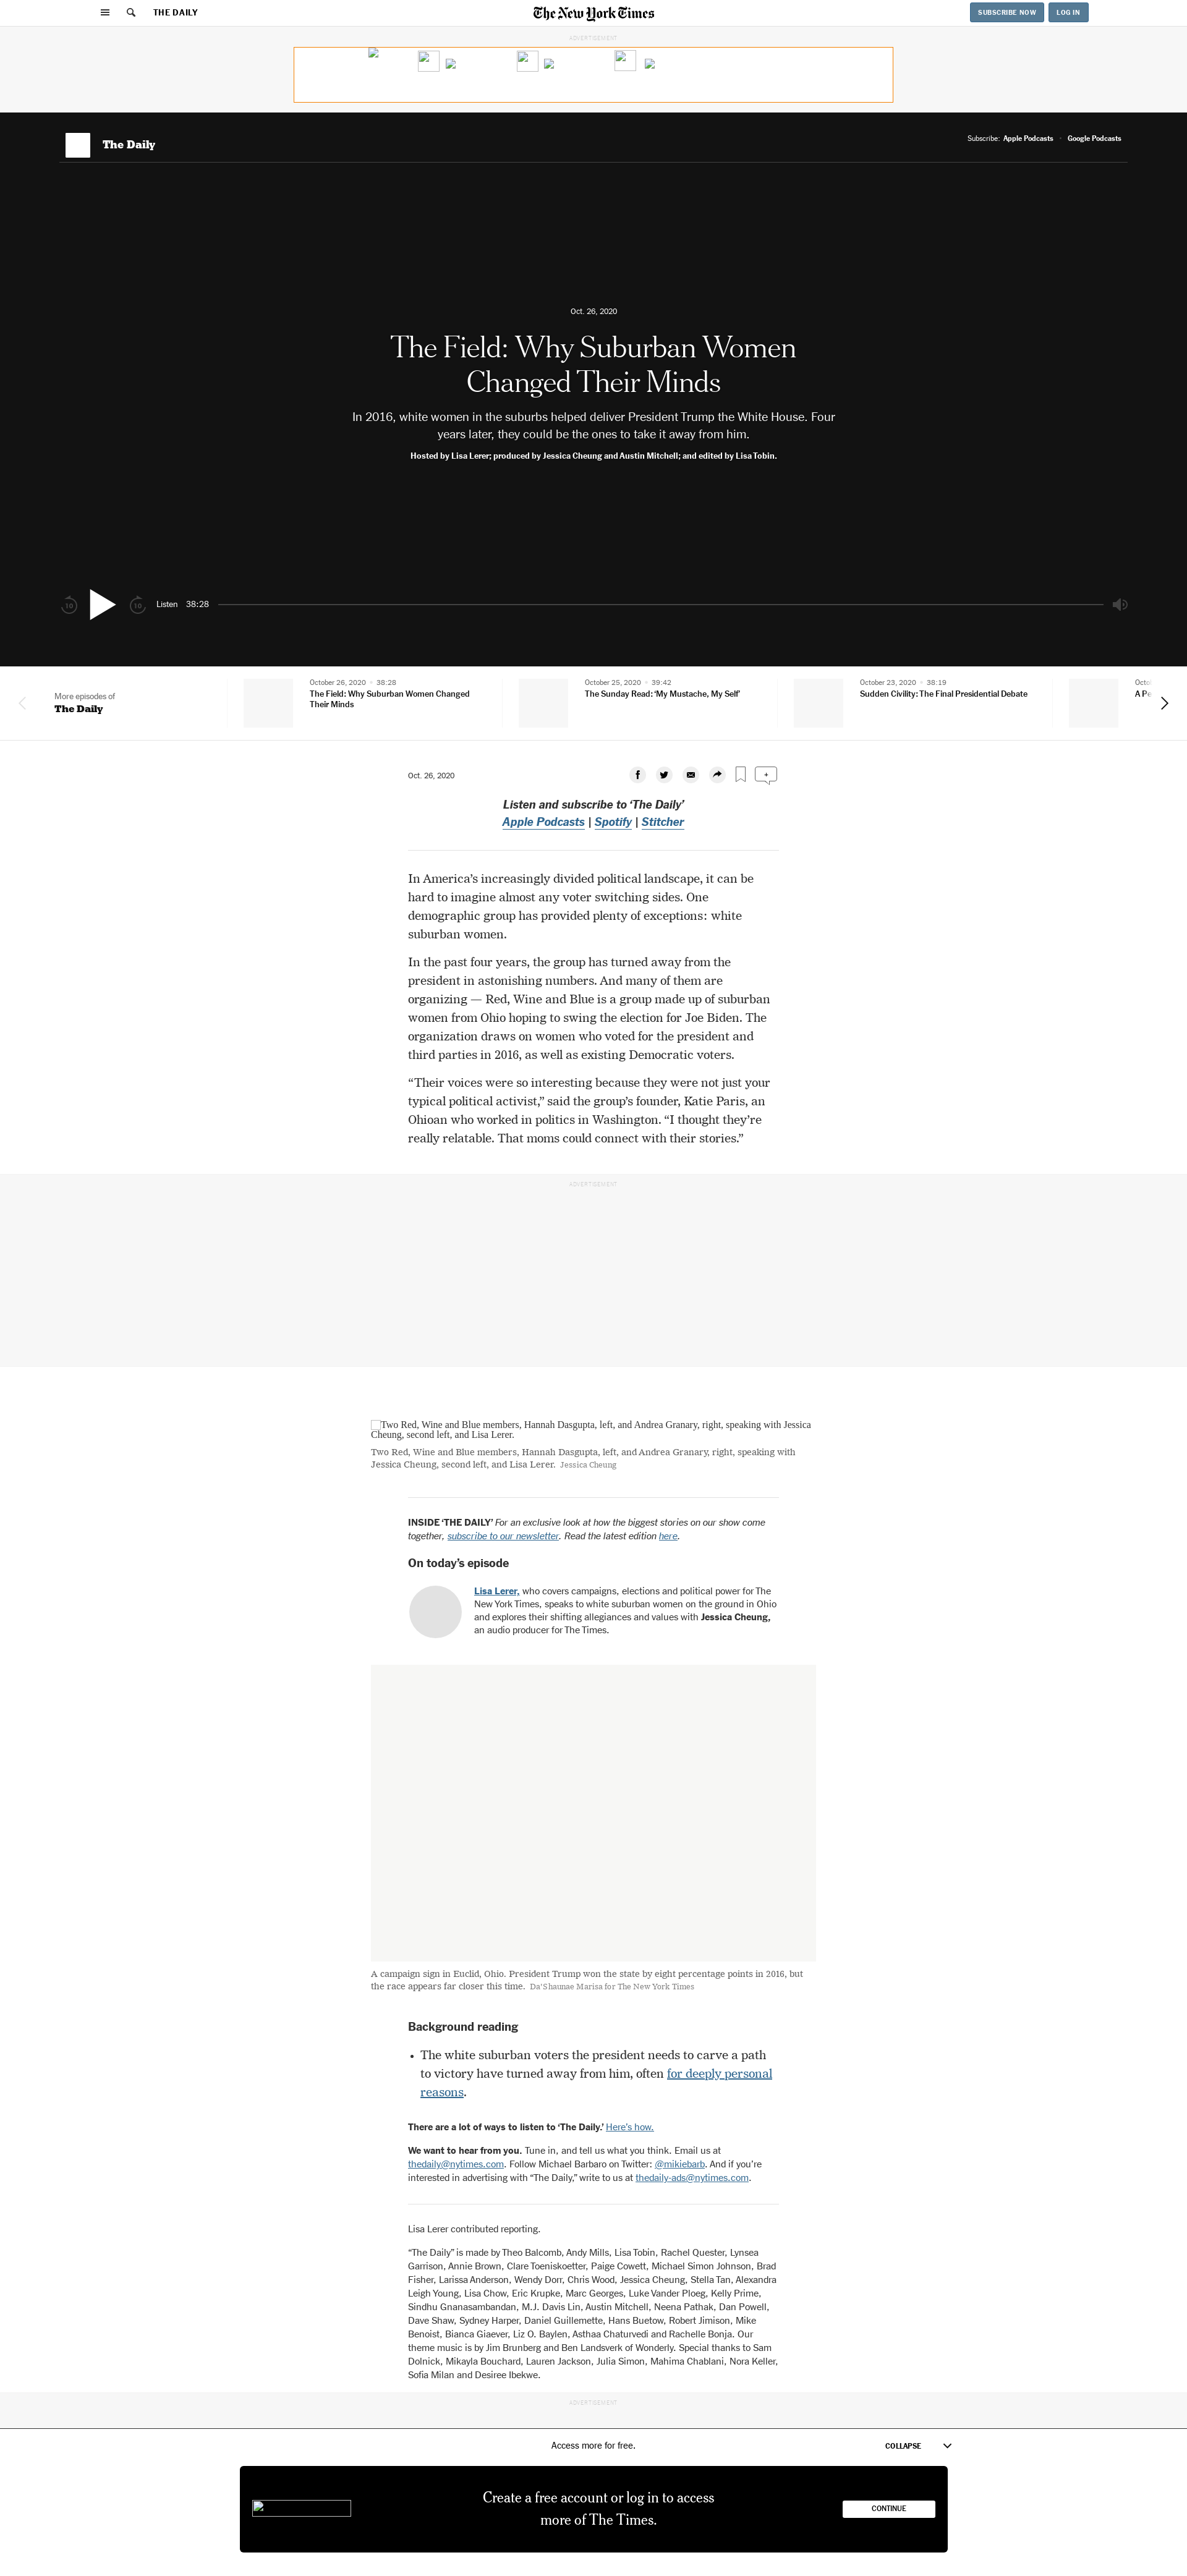 THE DAILY
The New York Times
SUBSCRIBE NOW
LOG IN
ADVERTISEMENT
The Daily
Subscribe: Apple Podcasts
Google Podcasts
Oct. 26, 2020
The Field: Why Suburban Women
Changed Their Minds
In 2016, white women in the suburbs helped deliver President Trump the White House. Four
years later, they could be the ones to take it away from him.
Hosted by Lisa Lerer; produced by Jessica Cheung and Austin Mitchell; and edited by Lisa Tobin.
10
10
Listen 38:28
More episodes of
The Daily
October 26, 2020 • 38:28
The Field: Why Suburban Women Changed
Their Minds
October 25, 2020 • 39:42
The Sunday Read: ‘My Mustache, My Self’
October 23, 2020 • 38:19
Sudden Civility: The Final Presidential Debate
Oct. 26, 2020
Listen and subscribe to ‘The Daily’
Apple Podcasts | Spotify | Stitcher
In America’s increasingly divided political landscape, it can be
hard to imagine almost any voter switching sides. One
demographic group has provided plenty of exceptions: white
suburban women.
In the past four years, the group has turned away from the
president in astonishing numbers. And many of them are
organizing — Red, Wine and Blue is a group made up of suburban
women from Ohio hoping to swing the election for Joe Biden. The
organization draws on women who voted for the president and
third parties in 2016, as well as existing Democratic voters.
“Their voices were so interesting because they were not just your
typical political activist,” said the group’s founder, Katie Paris, an
Ohioan who worked in politics in Washington. “I thought they’re
really relatable. That moms could connect with their stories.”
ADVERTISEMENT
Two Red, Wine and Blue members, Hannah Dasgupta, left, and Andrea Granary, right, speaking with Jessica
Cheung, second left, and Lisa Lerer.
Two Red, Wine and Blue members, Hannah Dasgupta, left, and Andrea Granary, right, speaking with
Jessica Cheung, second left, and Lisa Lerer. Jessica Cheung
INSIDE ‘THE DAILY’ For an exclusive look at how the biggest stories on our show come
together, subscribe to our newsletter. Read the latest edition here.
On today’s episode
Lisa Lerer, who covers campaigns, elections and political power for The
New York Times, speaks to white suburban women on the ground in Ohio
and explores their shifting allegiances and values with Jessica Cheung,
an audio producer for The Times.
A campaign sign in Euclid, Ohio. President Trump won the state by eight percentage points in 2016, but
the race appears far closer this time. Da’Shaunae Marisa for The New York Times
Background reading
• The white suburban voters the president needs to carve a path
to victory have turned away from him, often for deeply personal
reasons.
There are a lot of ways to listen to ‘The Daily.’ Here’s how.
We want to hear from you. Tune in, and tell us what you think. Email us at
thedaily@nytimes.com. Follow Michael Barbaro on Twitter: @mikiebarb. And if you’re
interested in advertising with “The Daily,” write to us at thedaily-ads@nytimes.com.
Lisa Lerer contributed reporting.
“The Daily” is made by Theo Balcomb, Andy Mills, Lisa Tobin, Rachel Quester, Lynsea
Garrison, Annie Brown, Clare Toeniskoetter, Paige Cowett, Michael Simon Johnson, Brad
Fisher, Larissa Anderson, Wendy Dorr, Chris Wood, Jessica Cheung, Stella Tan, Alexandra
Leigh Young, Lisa Chow, Eric Krupke, Marc Georges, Luke Vander Ploeg, Kelly Prime,
Sindhu Gnanasambandan, M.J. Davis Lin, Austin Mitchell, Neena Pathak, Dan Powell,
Dave Shaw, Sydney Harper, Daniel Guillemette, Hans Buetow, Robert Jimison, Mike
Benoist, Bianca Giaever, Liz O. Baylen, Asthaa Chaturvedi and Rachelle Bonja. Our
theme music is by Jim Brunberg and Ben Landsverk of Wonderly. Special thanks to Sam
Dolnick, Mikayla Bouchard, Lauren Jackson, Julia Simon, Mahima Chablani, Nora Keller,
Sofia Milan and Desiree Ibekwe.
ADVERTISEMENT
Access more for free.
COLLAPSE
Create a free account or log in to access
more of The Times.
CONTINUE